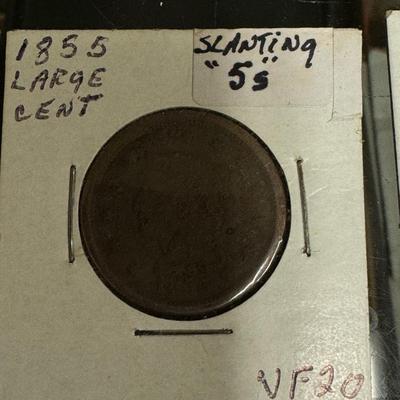 1855
LARGE
CENT
SLANTING
"5s"
VF20